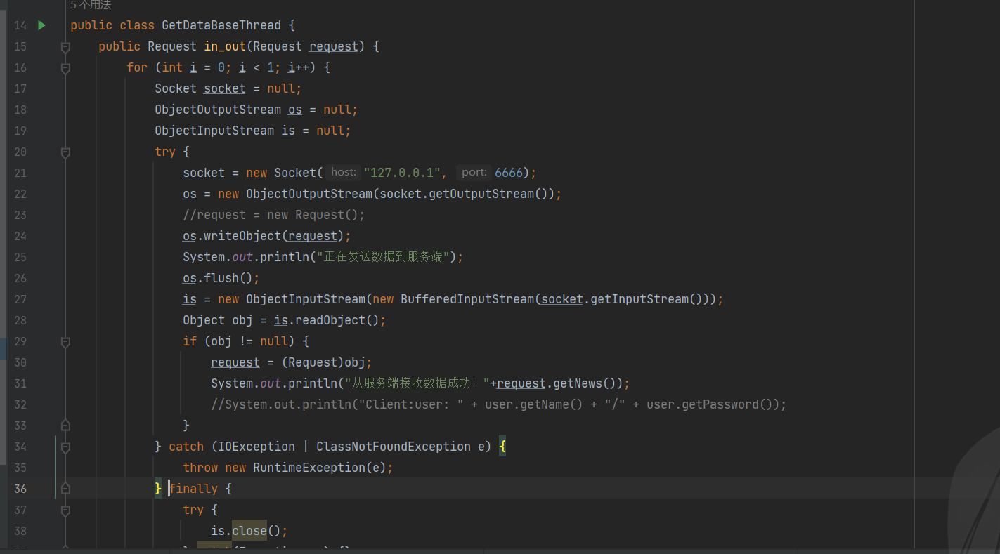 5 个用法
14 public class GetDataBaseThread {
15 public Request in_out(Request request) {
16 for (int i = 0; i < 1; i++) {
17 Socket socket = null;
18 ObjectOutputStream os = null;
19 ObjectInputStream is = null;
20 try {
21 socket = new Socket( host: "127.0.0.1", port: 6666);
22 os = new ObjectOutputStream(socket.getOutputStream());
23 //request = new Request();
24 os.writeObject(request);
25 System.out.println("正在发送数据到服务端");
26 os.flush();
27 is = new ObjectInputStream(new BufferedInputStream(socket.getInputStream()));
28 Object obj = is.readObject();
29 if (obj != null) {
30 request = (Request)obj;
31 System.out.println("从服务端接收数据成功！"+request.getNews());
32 //System.out.println("Client:user: " + user.getName() + "/" + user.getPassword());
33 }
34 } catch (IOException | ClassNotFoundException e) {
35 throw new RuntimeException(e);
36 } finally {
37 try {
38 is.close();